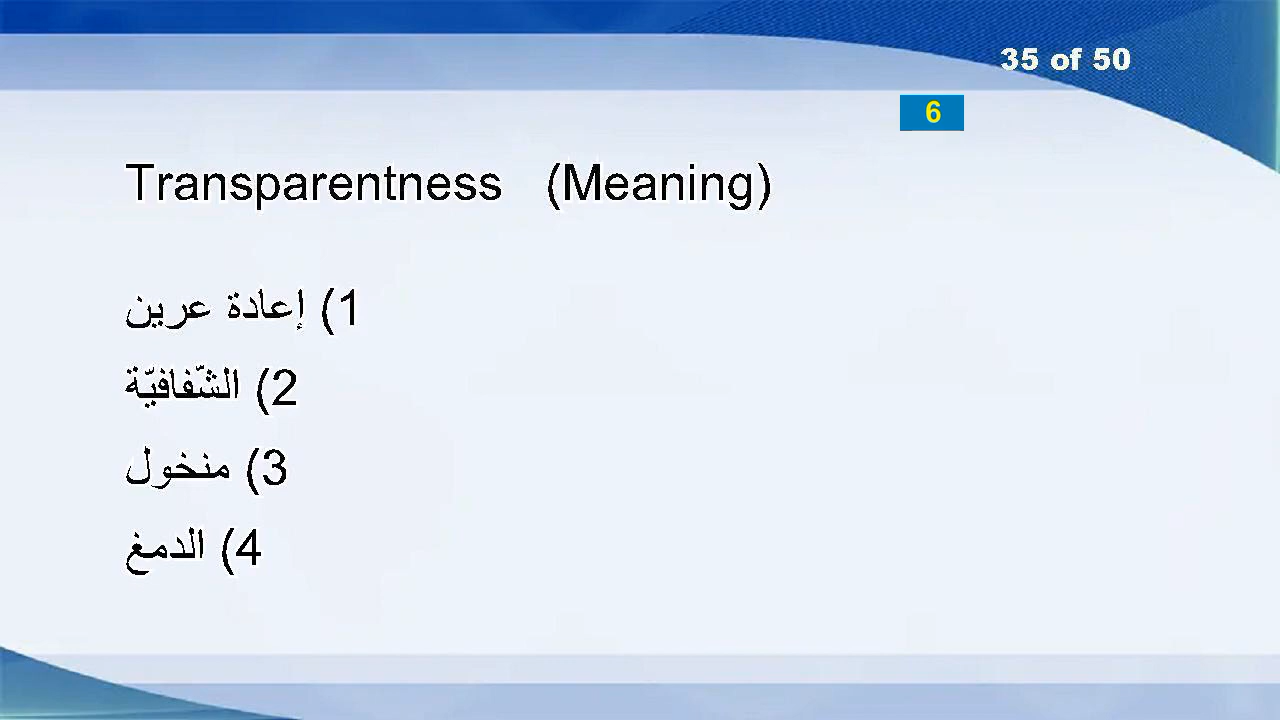 35 of 50
6
Transparentness (Meaning)
1) إعادة عرين
2) الشّفافيّة
3) منخول
4) الدمغ